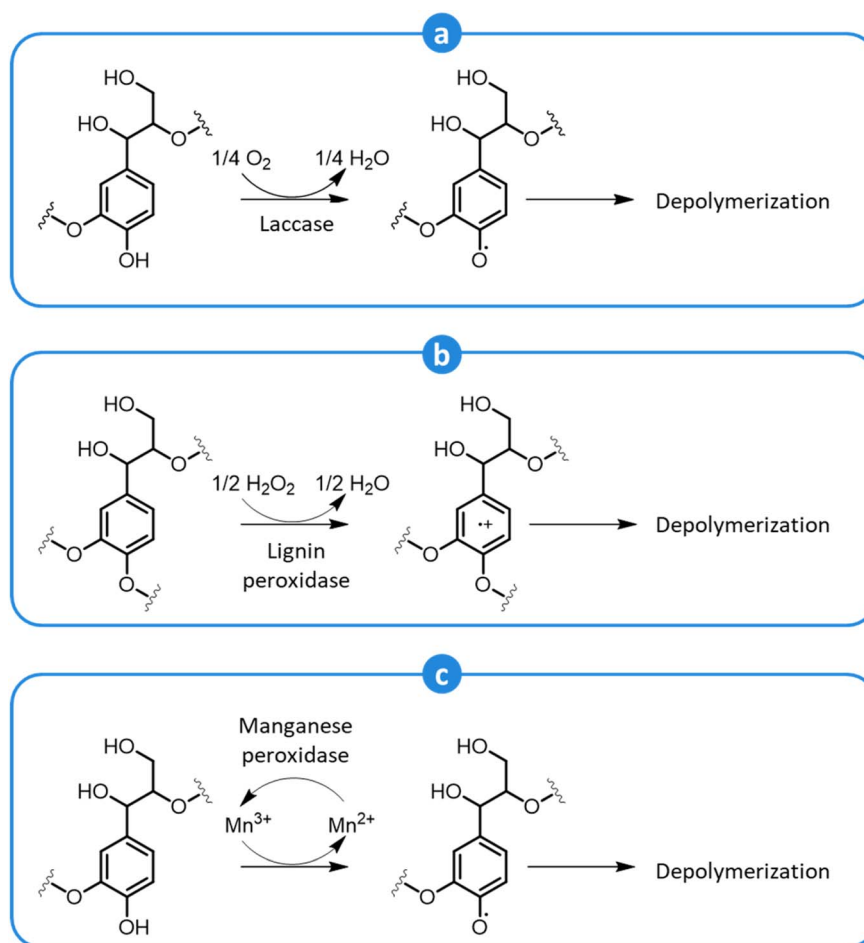 a
HO
HO
O
1/4 O₂ 1/4 H₂O
Laccase
O
OH
HO
HO
O
O
O
Depolymerization
b
HO
HO
O
1/2 H₂O₂ 1/2 H₂O
Lignin
peroxidase
O
O
HO
HO
O
·+
O
O
Depolymerization
c
Manganese
peroxidase
HO
HO
O
Mn³⁺ Mn²⁺
O
OH
HO
HO
O
O
O
Depolymerization